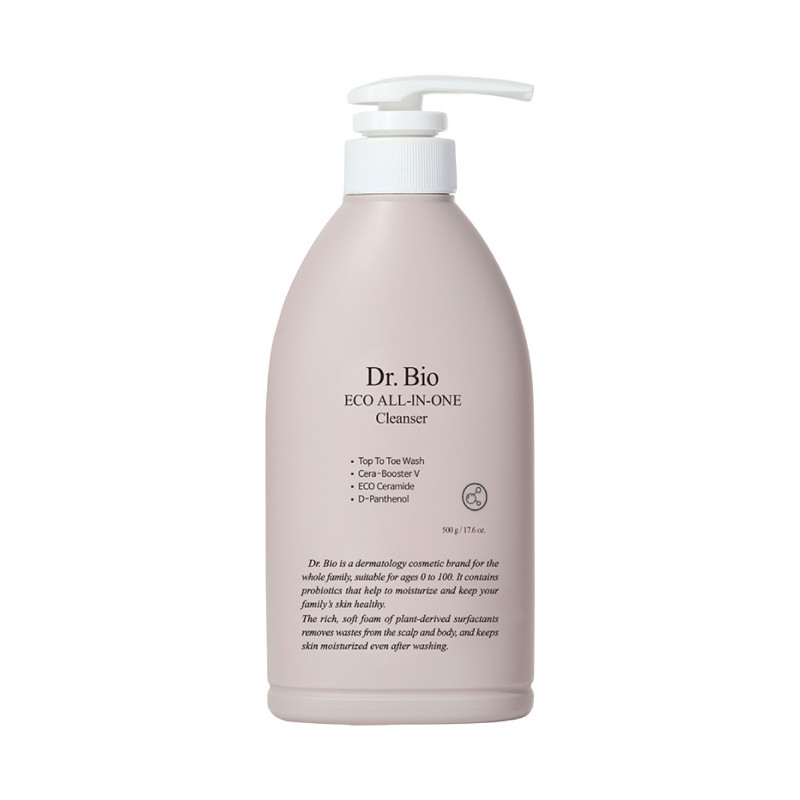 Dr. Bio
ECO ALL-IN-ONE
Cleanser
▪ Top To Toe Wash
▪ Cera-Booster V
▪ ECO Ceramide
▪ D-Panthenol
500 g / 17.6 oz.
Dr. Bio is a dermatology cosmetic brand for the
whole family, suitable for ages 0 to 100. It contains
probiotics that help to moisturize and keep your
family's skin healthy.
The rich, soft foam of plant-derived surfactants
removes wastes from the scalp and body, and keeps
skin moisturized even after washing.